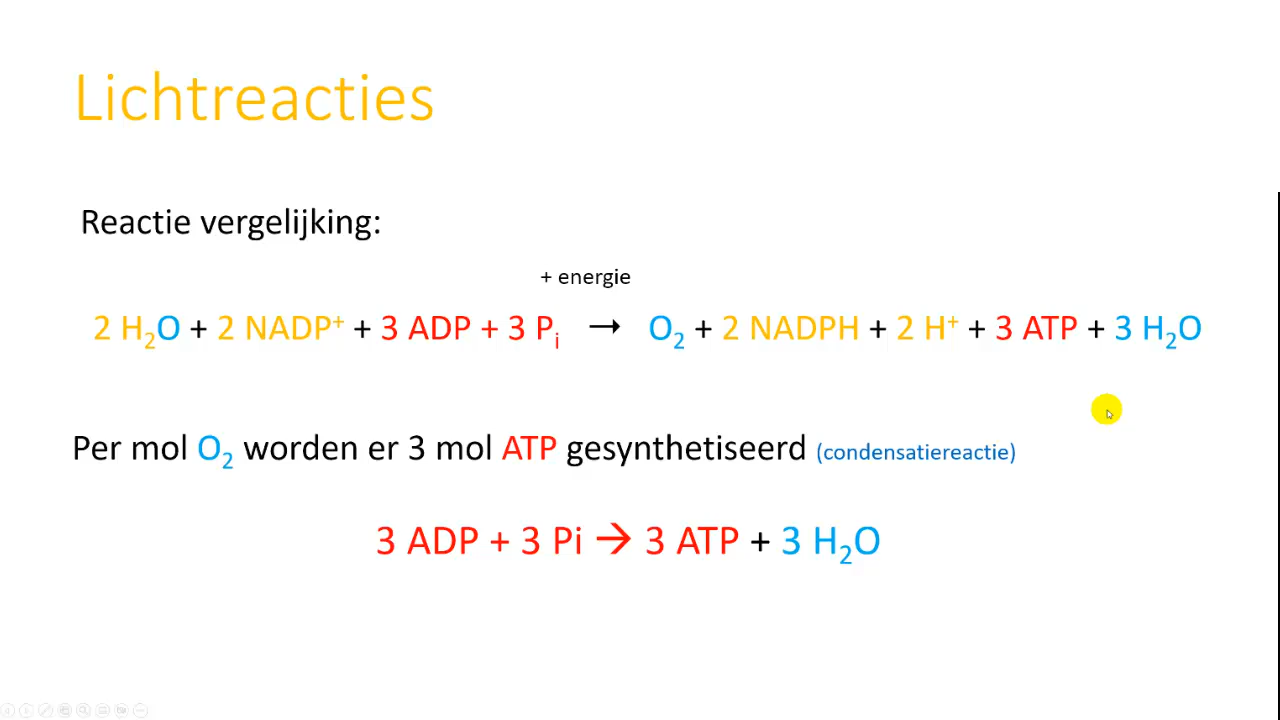 Lichtreacties
Reactie vergelijking:
+ energie
2 H₂O + 2 NADP⁺ + 3 ADP + 3 Pᵢ → O₂ + 2 NADPH + 2 H⁺ + 3 ATP + 3 H₂O
Per mol O₂ worden er 3 mol ATP gesynthetiseerd (condensatiereactie)
3 ADP + 3 Pi → 3 ATP + 3 H₂O